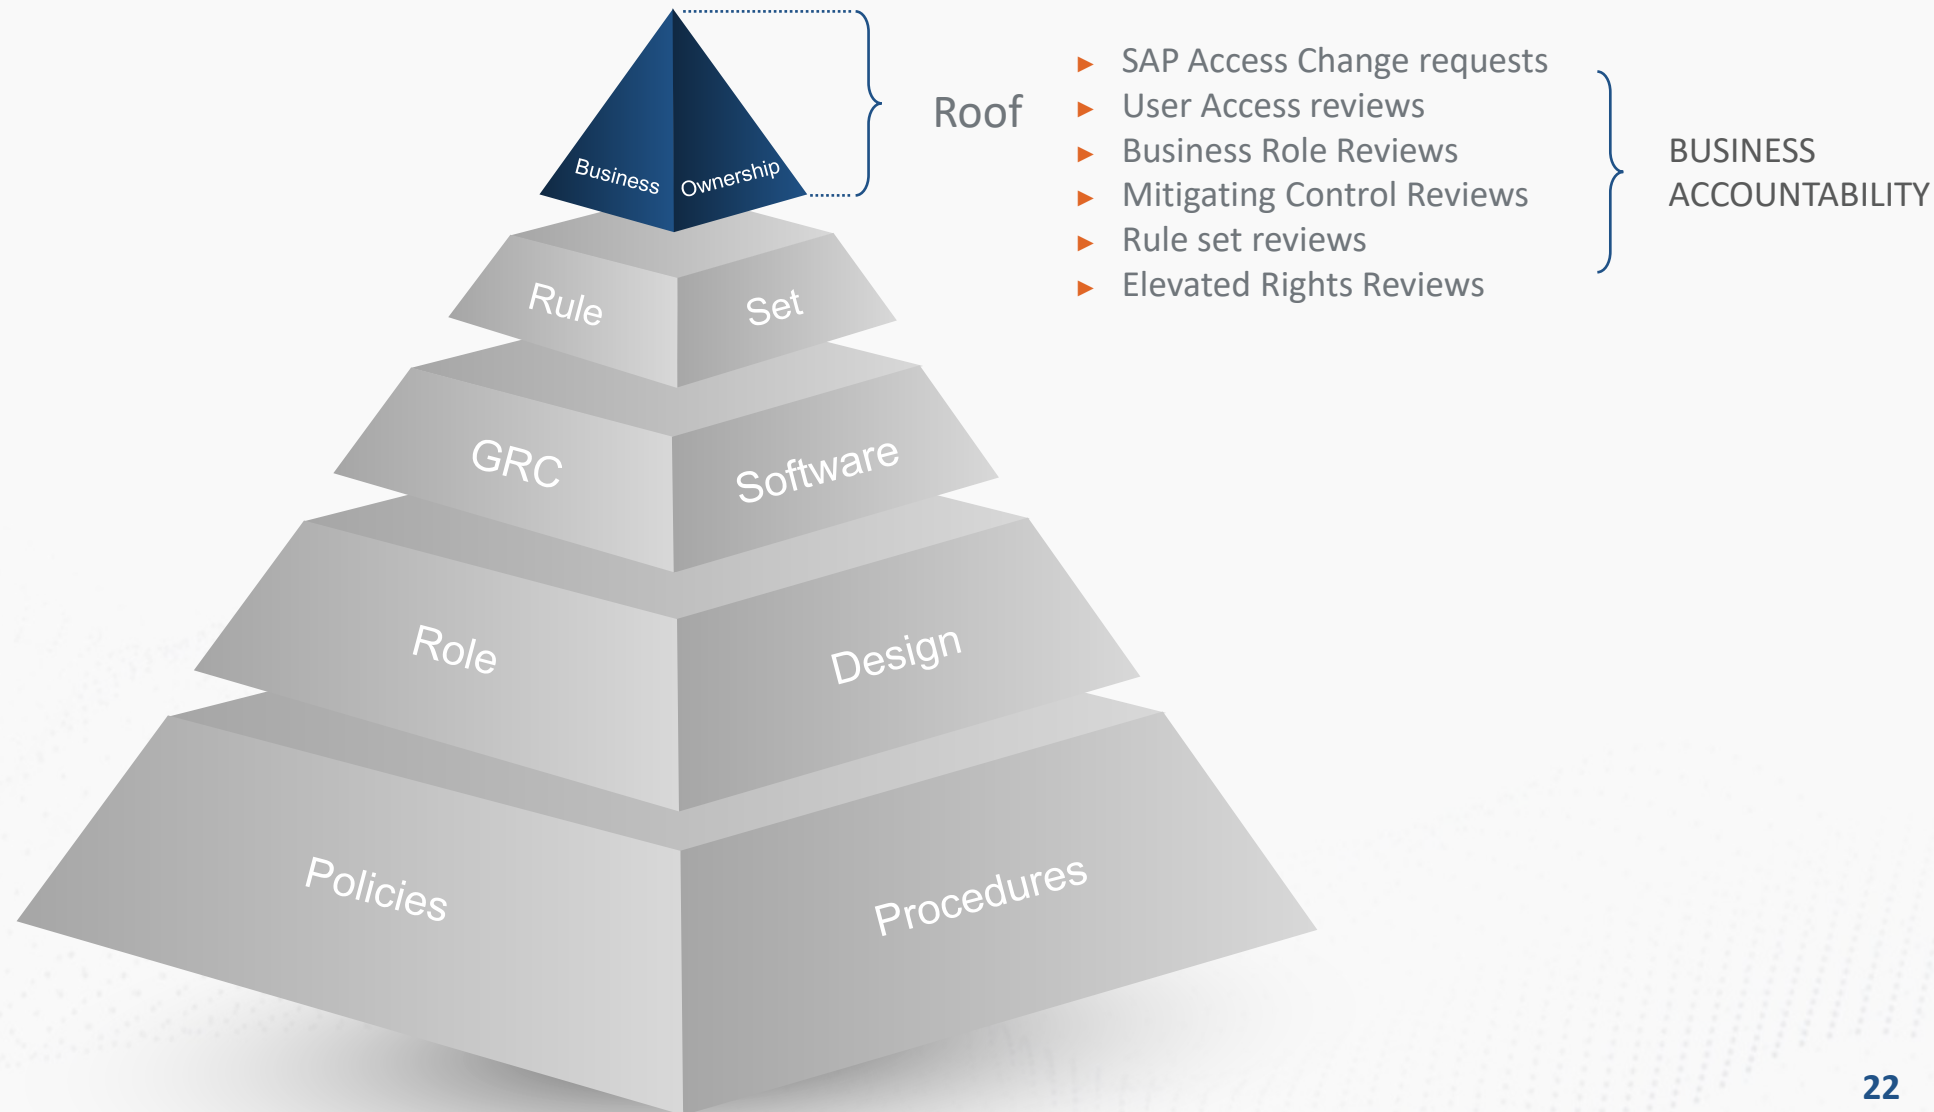 Business Ownership
Roof
► SAP Access Change requests
► User Access reviews
► Business Role Reviews
► Mitigating Control Reviews
► Rule set reviews
► Elevated Rights Reviews
BUSINESS
ACCOUNTABILITY
Rule Set
GRC Software
Role Design
Policies Procedures
22